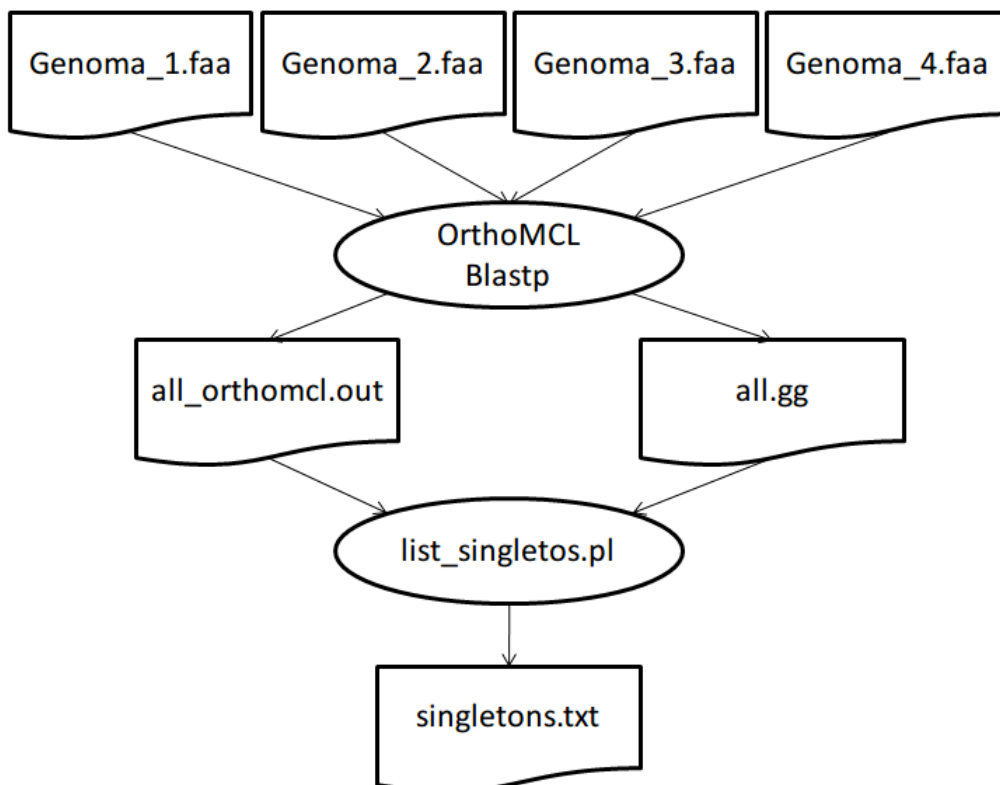 Genoma_1.faa
Genoma_2.faa
Genoma_3.faa
Genoma_4.faa
OrthoMCL
Blastp
all_orthomcl.out
all.gg
list_singletos.pl
singletons.txt